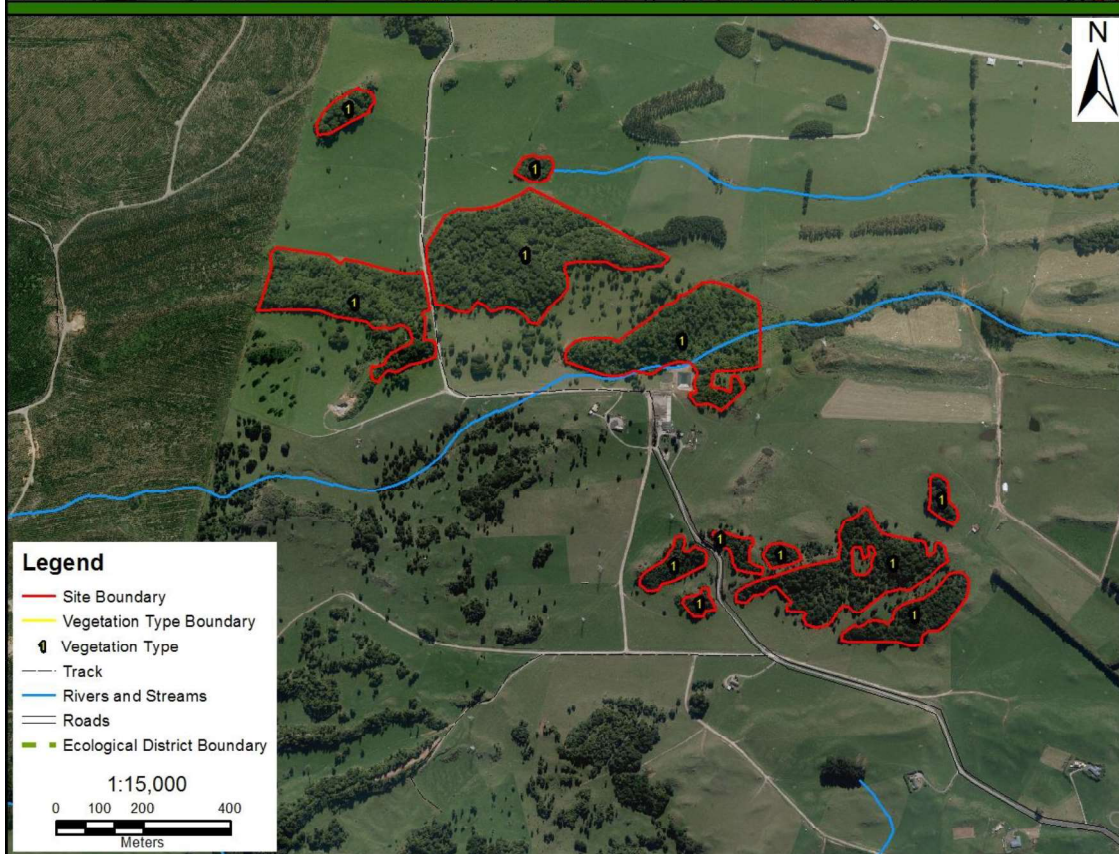 N
1
1
1
1
1
1
1
1
1
1
1
1
1
Legend
Site Boundary
Vegetation Type Boundary
1 Vegetation Type
Track
Rivers and Streams
Roads
Ecological District Boundary
1:15,000
0 100 200 400
Meters